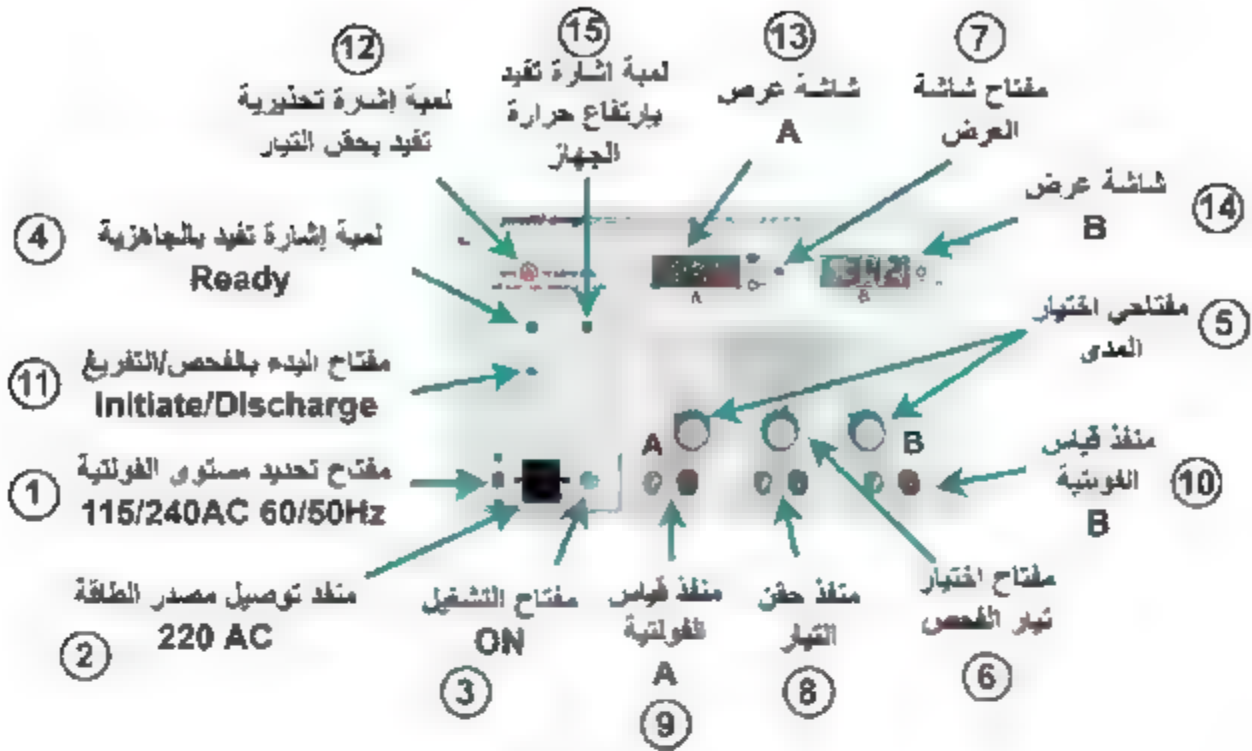 12
لمبة إشارة تحذيرية
تفيد بحقن التيار
15
لمبة اشارة تفيد
بارتفاع حرارة
الجهاز
13
شاشة عرض
A
7
مفتاح شاشة
العرض
شاشة عرض
B
14
4
لمبة إشارة تفيد بالجاهزية
Ready
مفتاحي اختيار
المدى
5
11
مفتاح البدء بالفحص/التفريغ
Initiate/Discharge
A
B
1
مفتاح تحديد مستوى الفولتية
115/240AC 60/50Hz
منفذ قياس
الفولتية
B
10
منفذ توصيل مصدر الطاقة
220 AC
2
مفتاح التشغيل
ON
3
منفذ قياس
الفولتية
A
9
منفذ حقن
التيار
8
مفتاح اختيار
تيار الفحص
6
A
B